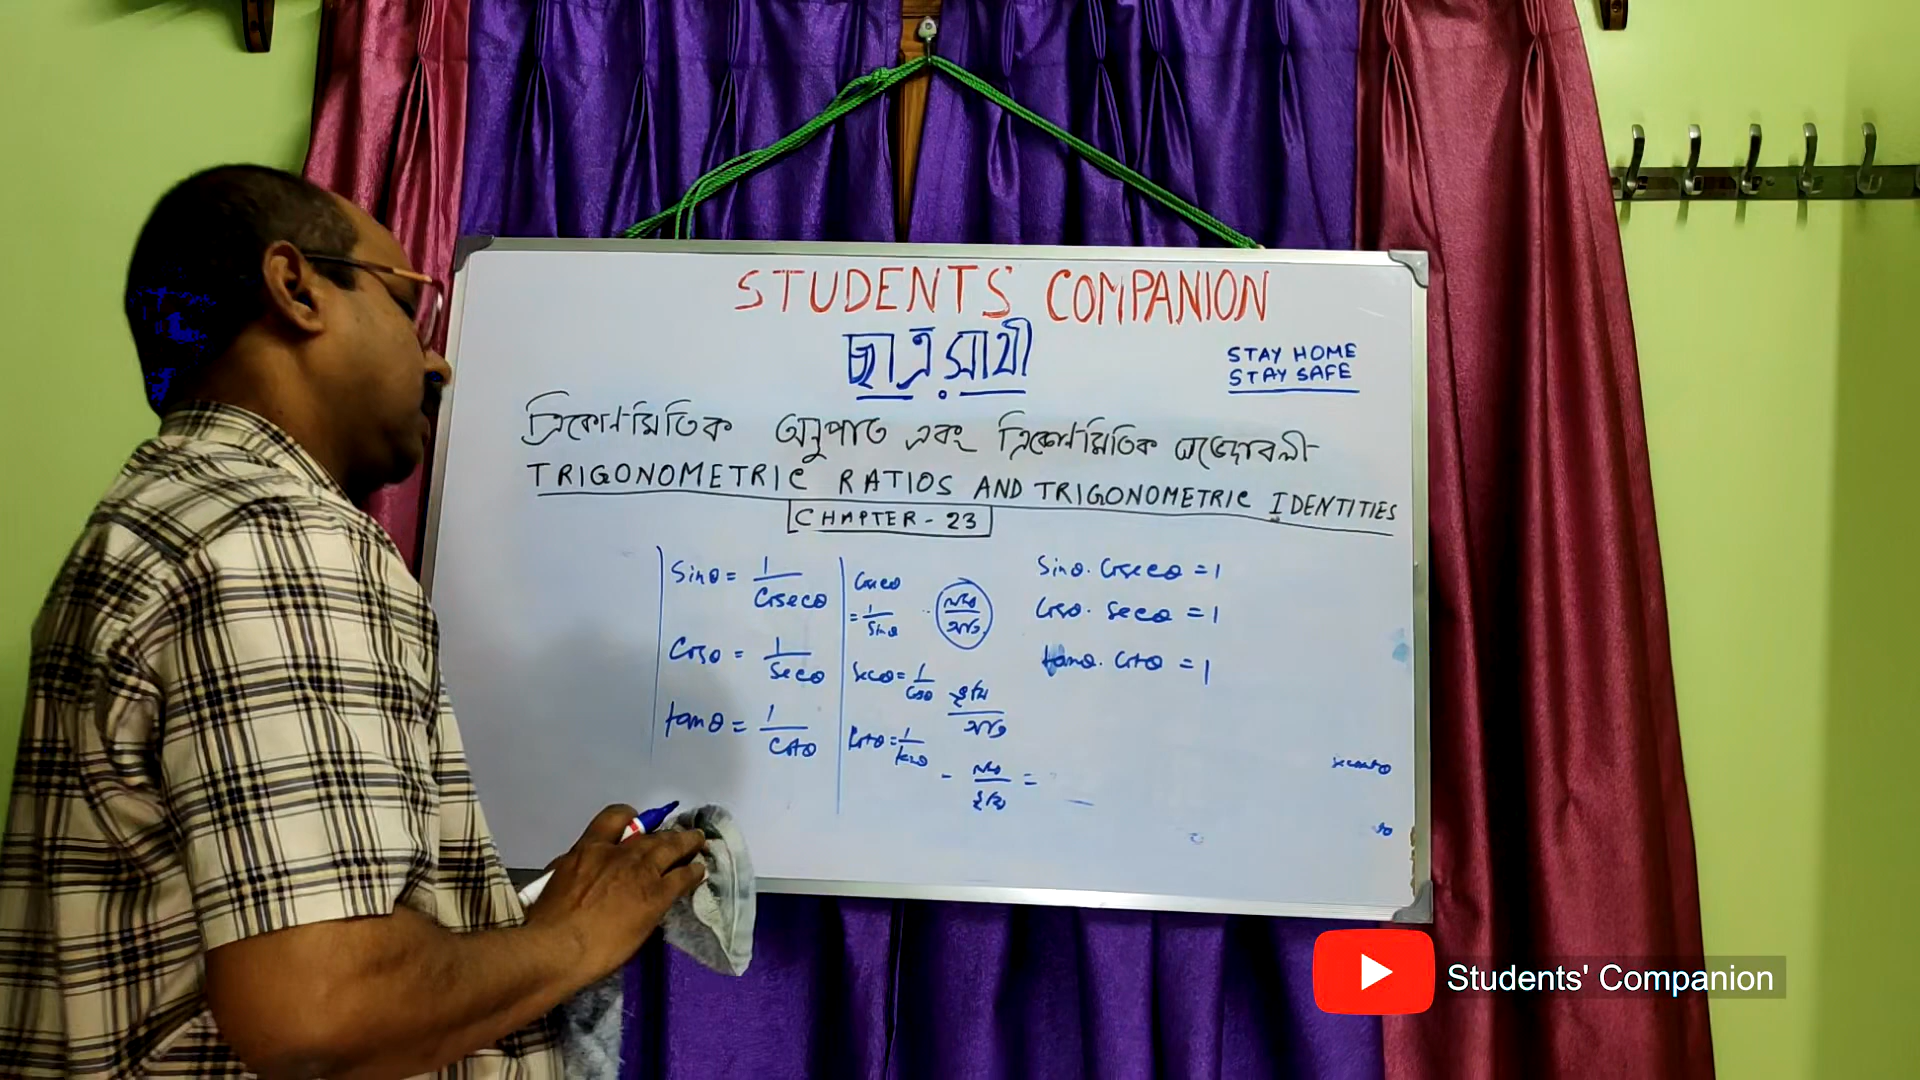 STUDENTS' COMPANION
ছাত্র সাথী
STAY HOME
STAY SAFE
ত্রিকোণমিতিক অনুপাত এবং ত্রিকোণমিতিক অভেদাবলী
TRIGONOMETRIC RATIOS AND TRIGONOMETRIC IDENTITIES
CHAPTER - 23
Sinθ = 1/Cosecθ
Cosθ = 1/Secθ
tanθ = 1/Cotθ
Cosecθ = 1/Sinθ
Secθ = 1/Cosθ
Cotθ = 1/tanθ
Sinθ. Cosecθ = 1
Cosθ. Secθ = 1
tanθ. Cotθ = 1
Students' Companion